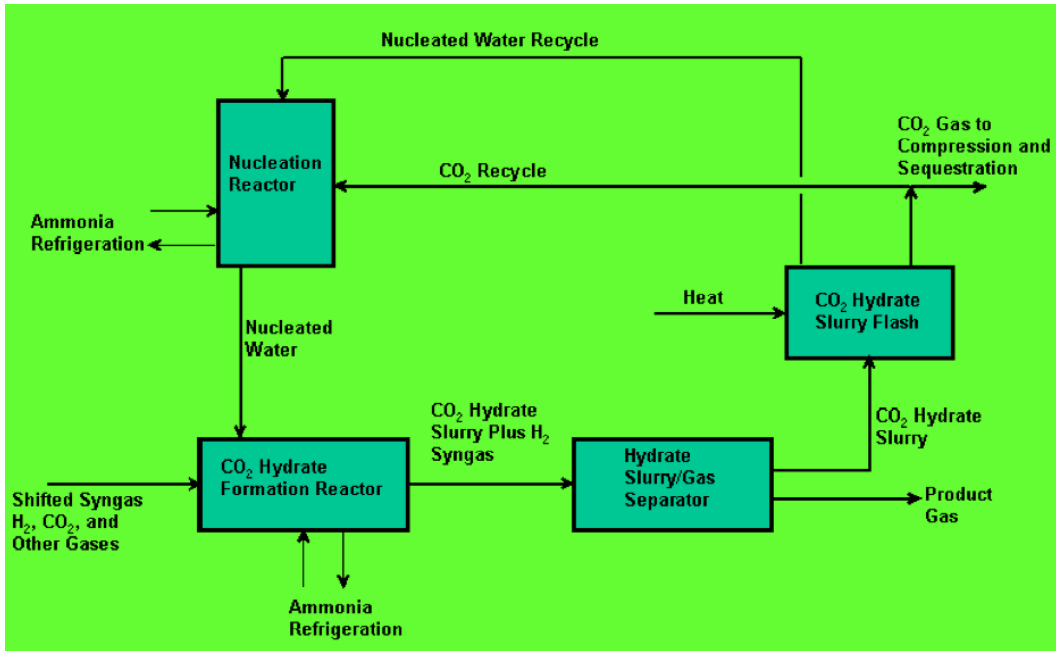 Nucleated Water Recycle
CO₂ Gas to
Compression and
Sequestration
Nucleation
Reactor
CO₂ Recycle
Ammonia
Refrigeration
Heat
CO₂ Hydrate
Slurry Flash
Nucleated
Water
CO₂ Hydrate
Slurry Plus H₂
Syngas
CO₂ Hydrate
Slurry
CO₂ Hydrate
Formation Reactor
Hydrate
Slurry/Gas
Separator
Shifted Syngas
H₂, CO₂, and
Other Gases
Product
Gas
Ammonia
Refrigeration